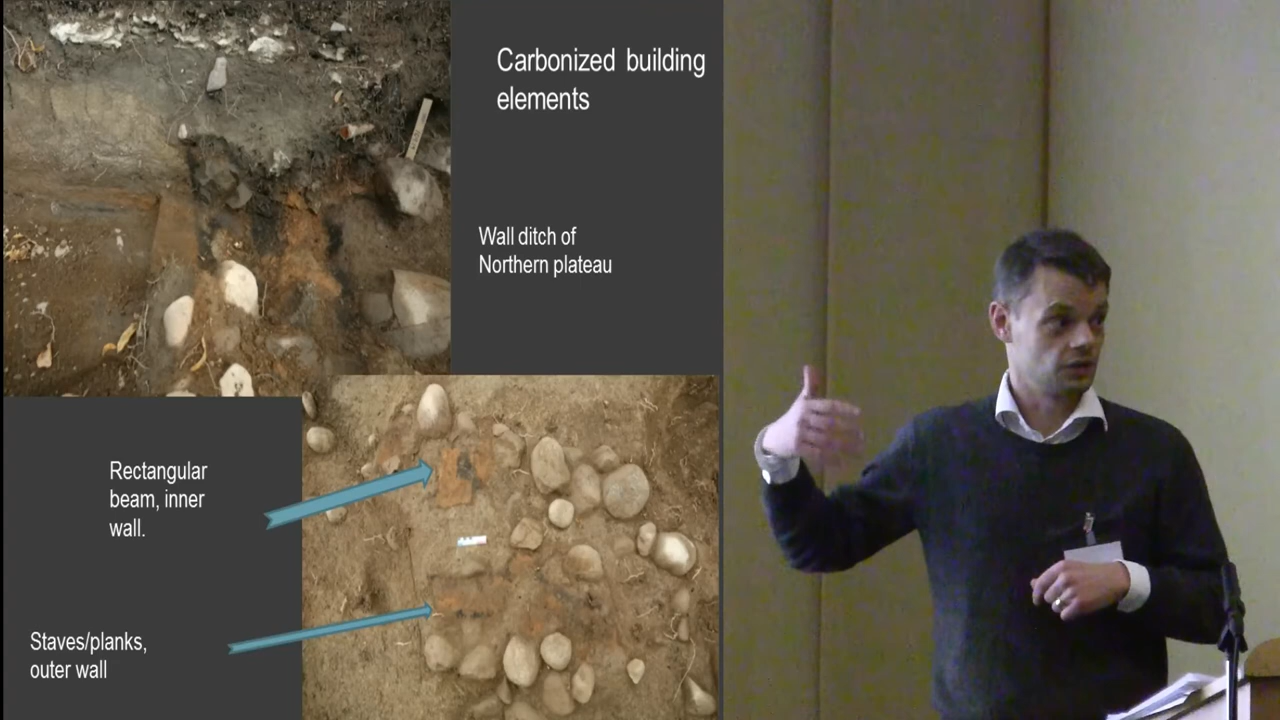 Carbonized building
elements
Wall ditch of
Northern plateau
Rectangular
beam, inner
wall.
Staves/planks,
outer wall